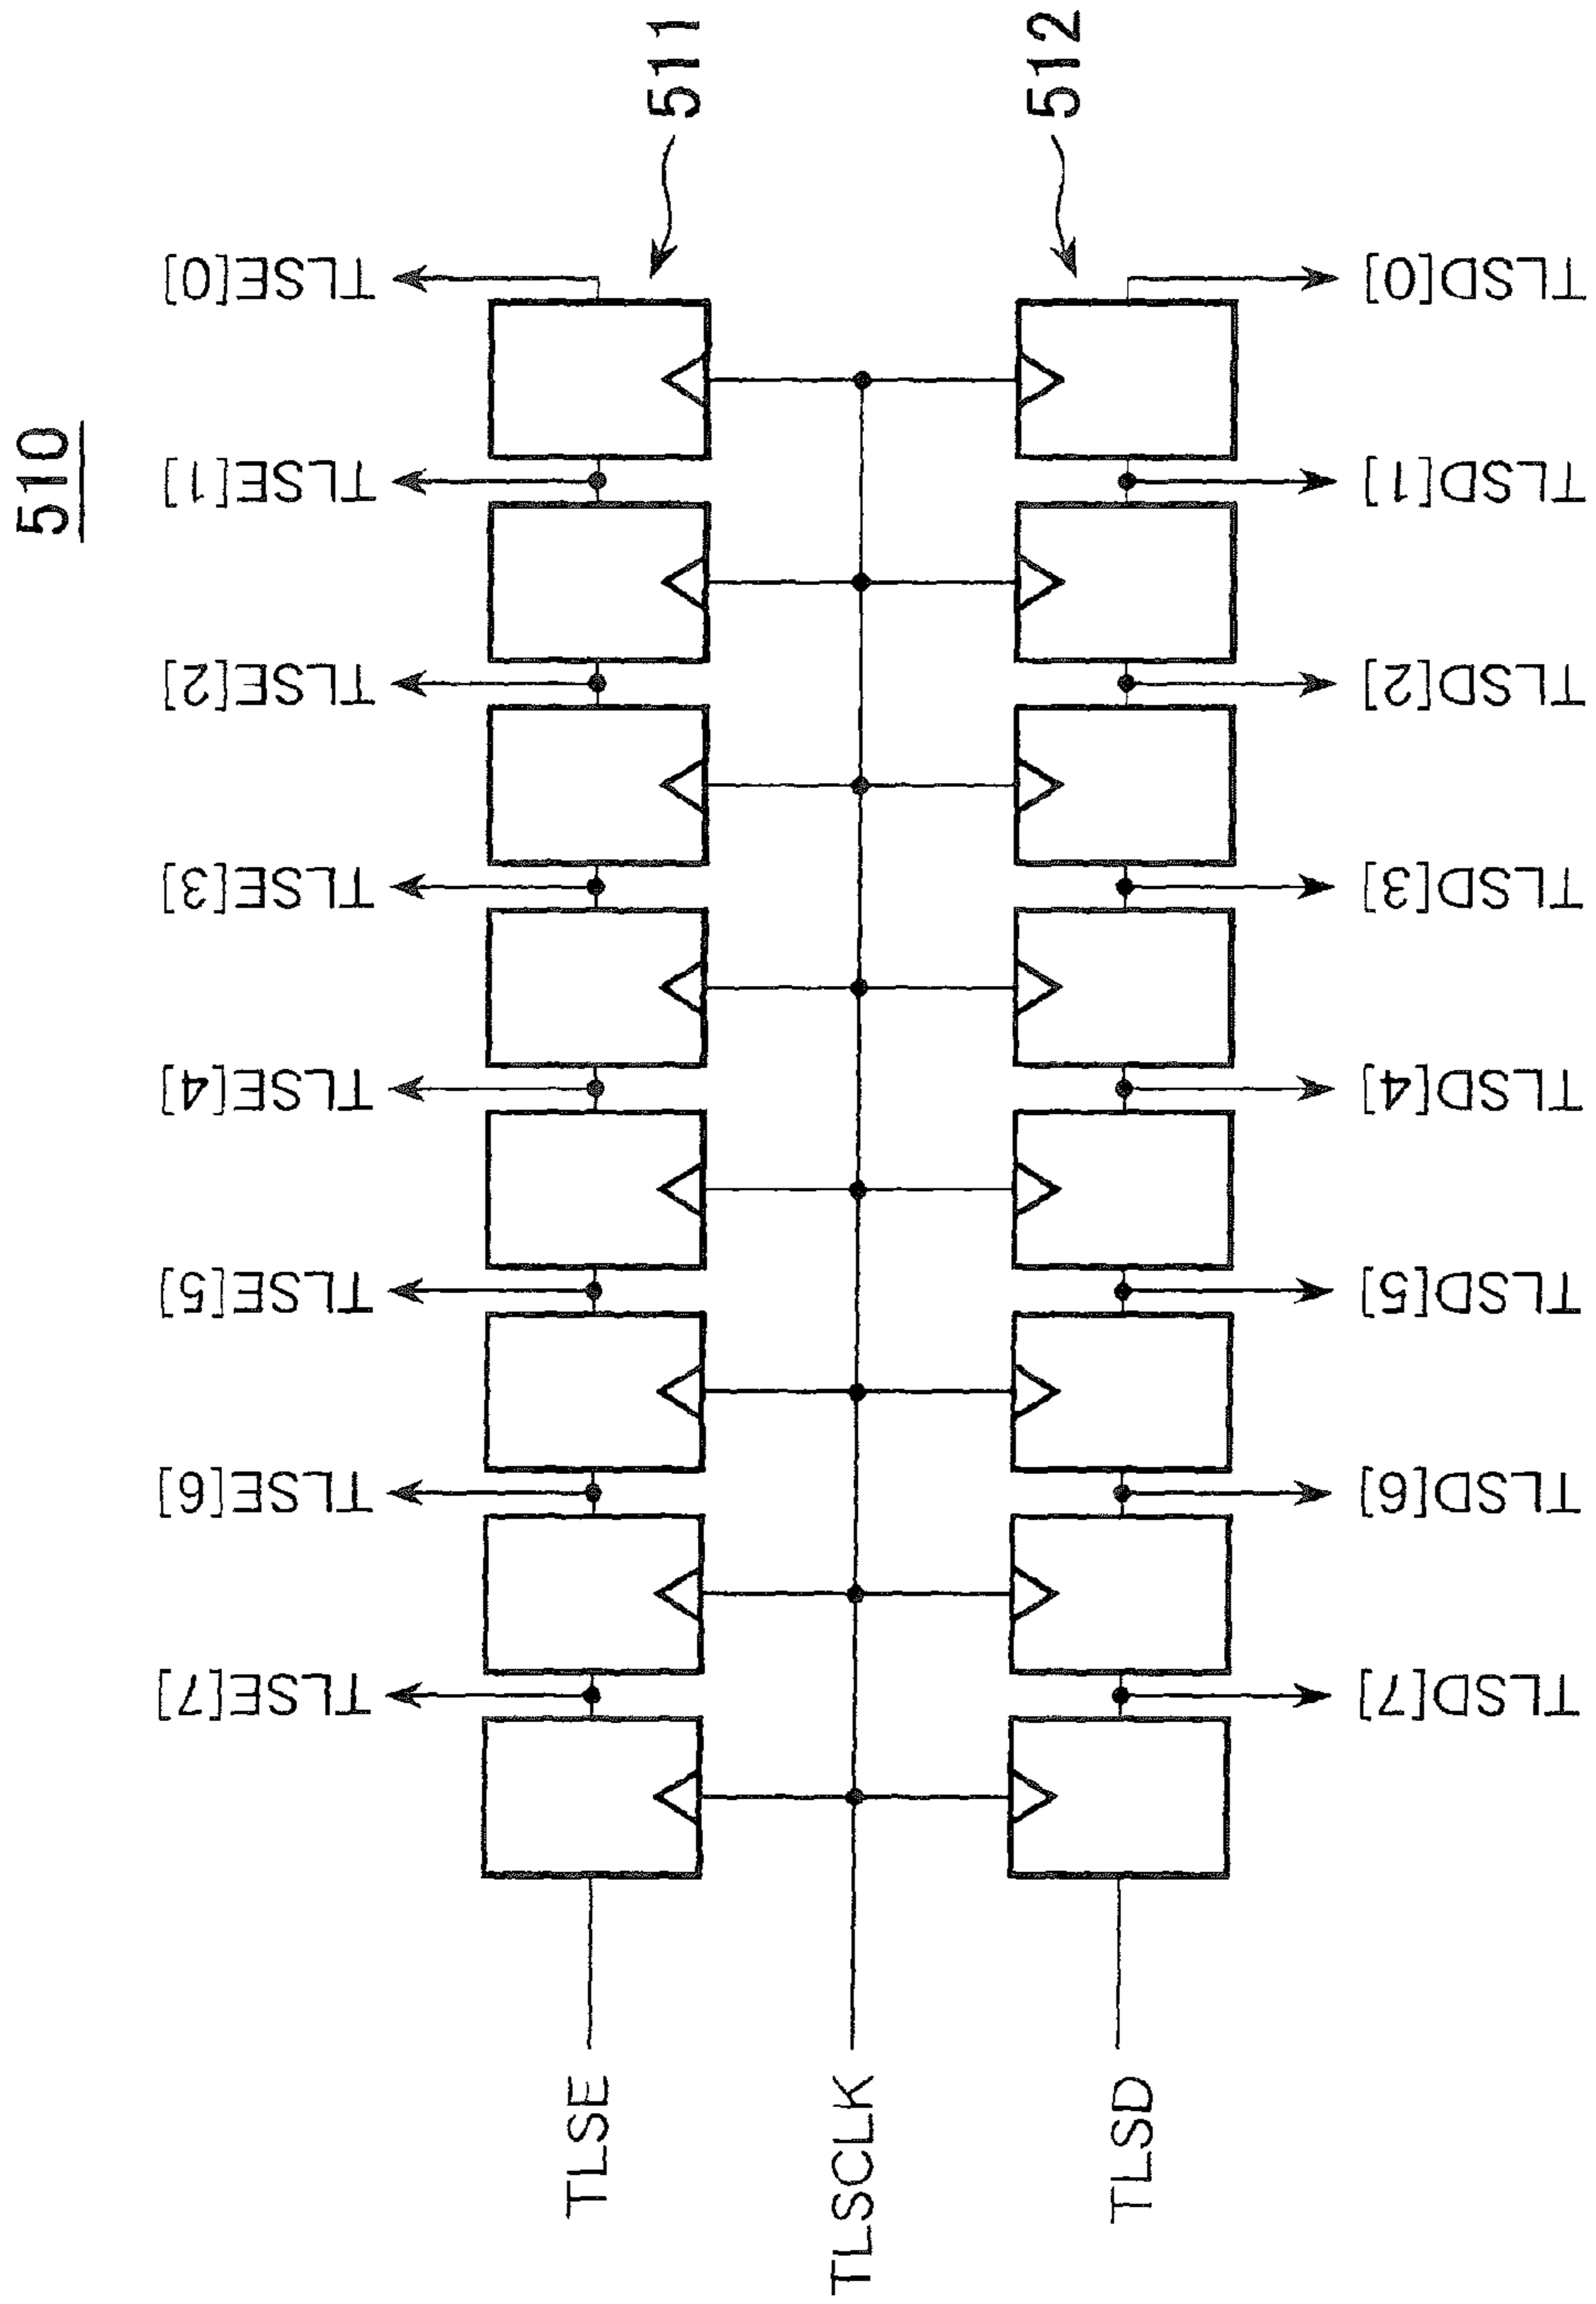 510
TLSE[0]
TLSE[1]
TLSE[2]
TLSE[3]
TLSE[4]
TLSE[5]
TLSE[6]
TLSE[7]
511
512
TLSE
TLSCLK
TLSD
TLSD[0]
TLSD[1]
TLSD[2]
TLSD[3]
TLSD[4]
TLSD[5]
TLSD[6]
TLSD[7]